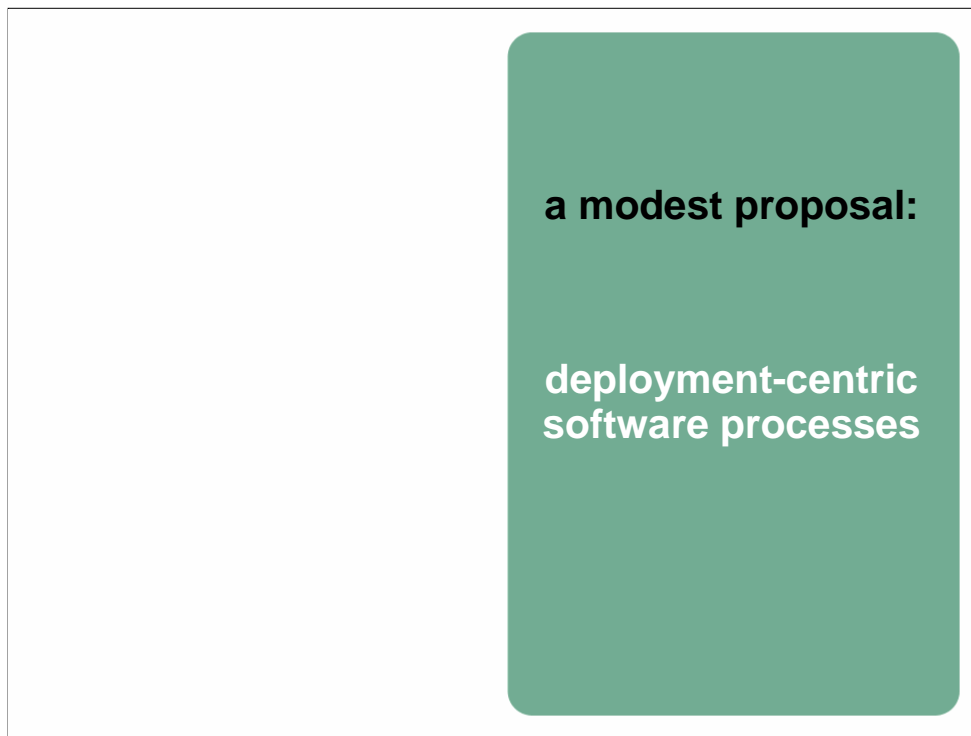 a modest proposal:
deployment-centric
software processes